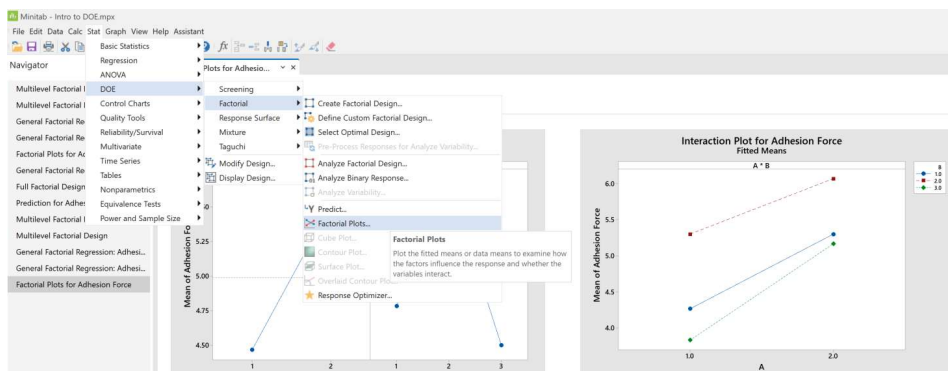 Minitab - Intro to DOE.mpx
File Edit Data Calc Stat Graph View Help Assistant
Navigator
Multilevel Factorial
Multilevel Factorial
General Factorial Re
General Factorial Re
Factorial Plots for Ad
General Factorial Re
Full Factorial Design
Prediction for Adhes
Multilevel Factorial
Multilevel Factorial Design
General Factorial Regression: Adhesi...
General Factorial Regression: Adhesi...
Factorial Plots for Adhesion Force
Basic Statistics
Regression
ANOVA
DOE
Control Charts
Quality Tools
Reliability/Survival
Multivariate
Time Series
Tables
Nonparametrics
Equivalence Tests
Power and Sample Size
Plots for Adhesio...
Screening
Factorial
Response Surface
Mixture
Taguchi
Modify Design...
Display Design...
Create Factorial Design...
Define Custom Factorial Design...
Select Optimal Design...
Pre-Process Responses for Analyze Variability...
Analyze Factorial Design...
Analyze Binary Response...
Analyze Variability...
Predict...
Factorial Plots...
Cube Plot...
Contour Plot...
Surface Plot...
Overlaid Contour Plot...
Response Optimizer...
Factorial Plots
Plot the fitted means or data means to examine how
the factors influence the response and whether the
variables interact.
Mean of Adhesion Fo
50
5.25
5.00
4.75
4.50
1 2 1 2 3
Interaction Plot for Adhesion Force
Fitted Means
A * B
Mean of Adhesion Force
6.0
5.5
5.0
4.5
4.0
1.0 2.0
A
B
1.0
2.0
3.0